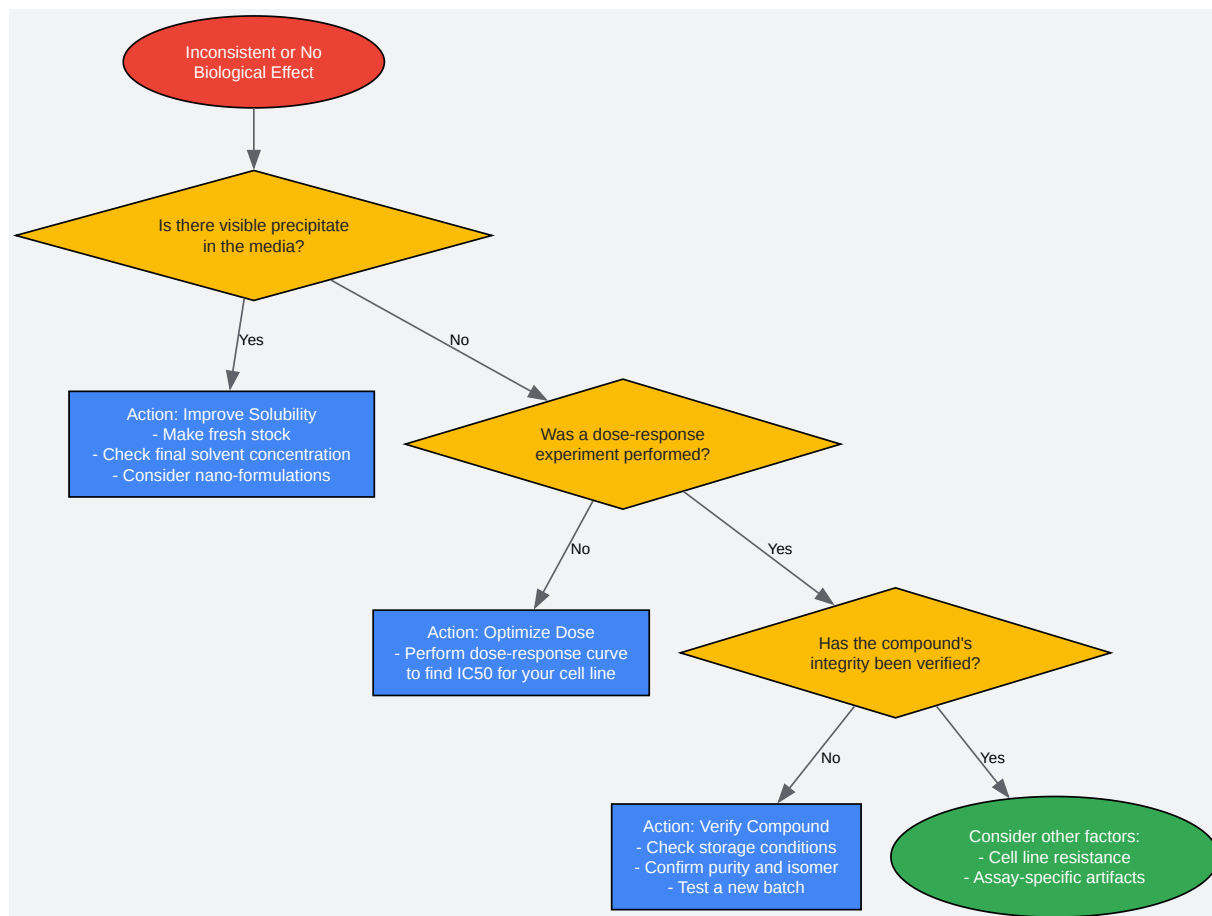 Inconsistent or No
Biological Effect
Is there visible precipitate
in the media?
Yes
No
Action: Improve Solubility
- Make fresh stock
- Check final solvent concentration
- Consider nano-formulations
Was a dose-response
experiment performed?
No
Yes
Action: Optimize Dose
- Perform dose-response curve
to find IC50 for your cell line
Has the compound's
integrity been verified?
No
Yes
Action: Verify Compound
- Check storage conditions
- Confirm purity and isomer
- Test a new batch
Consider other factors:
- Cell line resistance
- Assay-specific artifacts